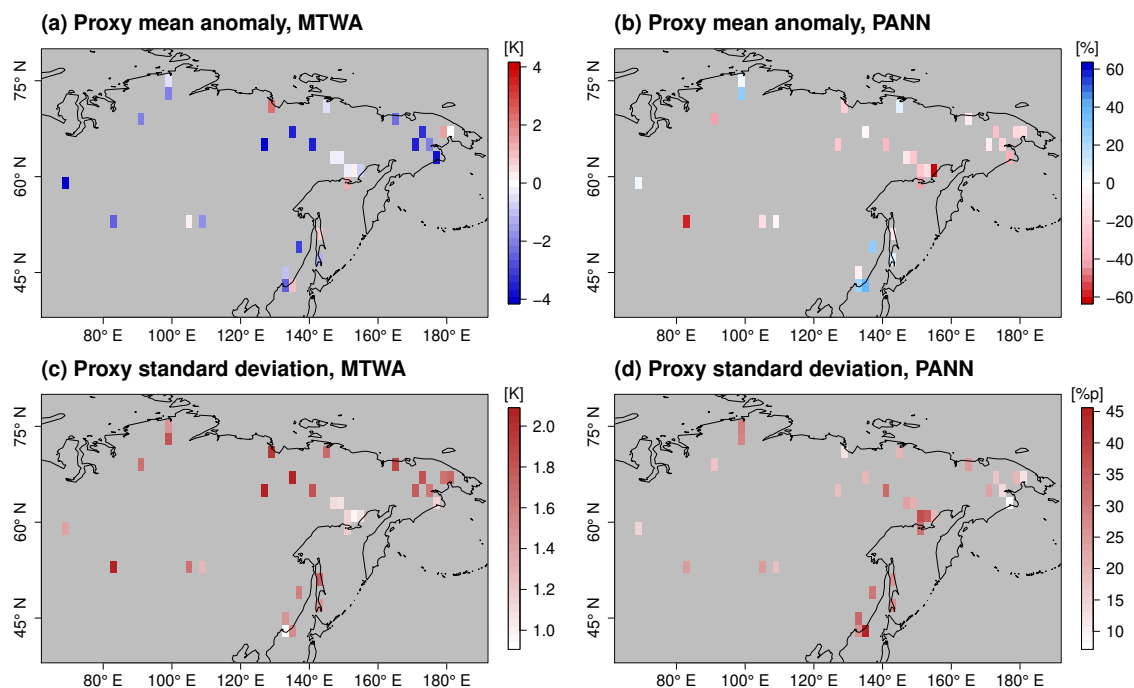 (a) Proxy mean anomaly, MTWA
[K]
75° N
60° N
45° N
80° E 100° E 120° E 140° E 160° E 180° E
4
2
0
−2
−4
(b) Proxy mean anomaly, PANN
[%]
75° N
60° N
45° N
80° E 100° E 120° E 140° E 160° E 180° E
60
40
20
0
−20
−40
−60
(c) Proxy standard deviation, MTWA
[K]
75° N
60° N
45° N
80° E 100° E 120° E 140° E 160° E 180° E
2.0
1.8
1.6
1.4
1.2
1.0
(d) Proxy standard deviation, PANN
[%p]
75° N
60° N
45° N
80° E 100° E 120° E 140° E 160° E 180° E
45
40
35
30
25
20
15
10